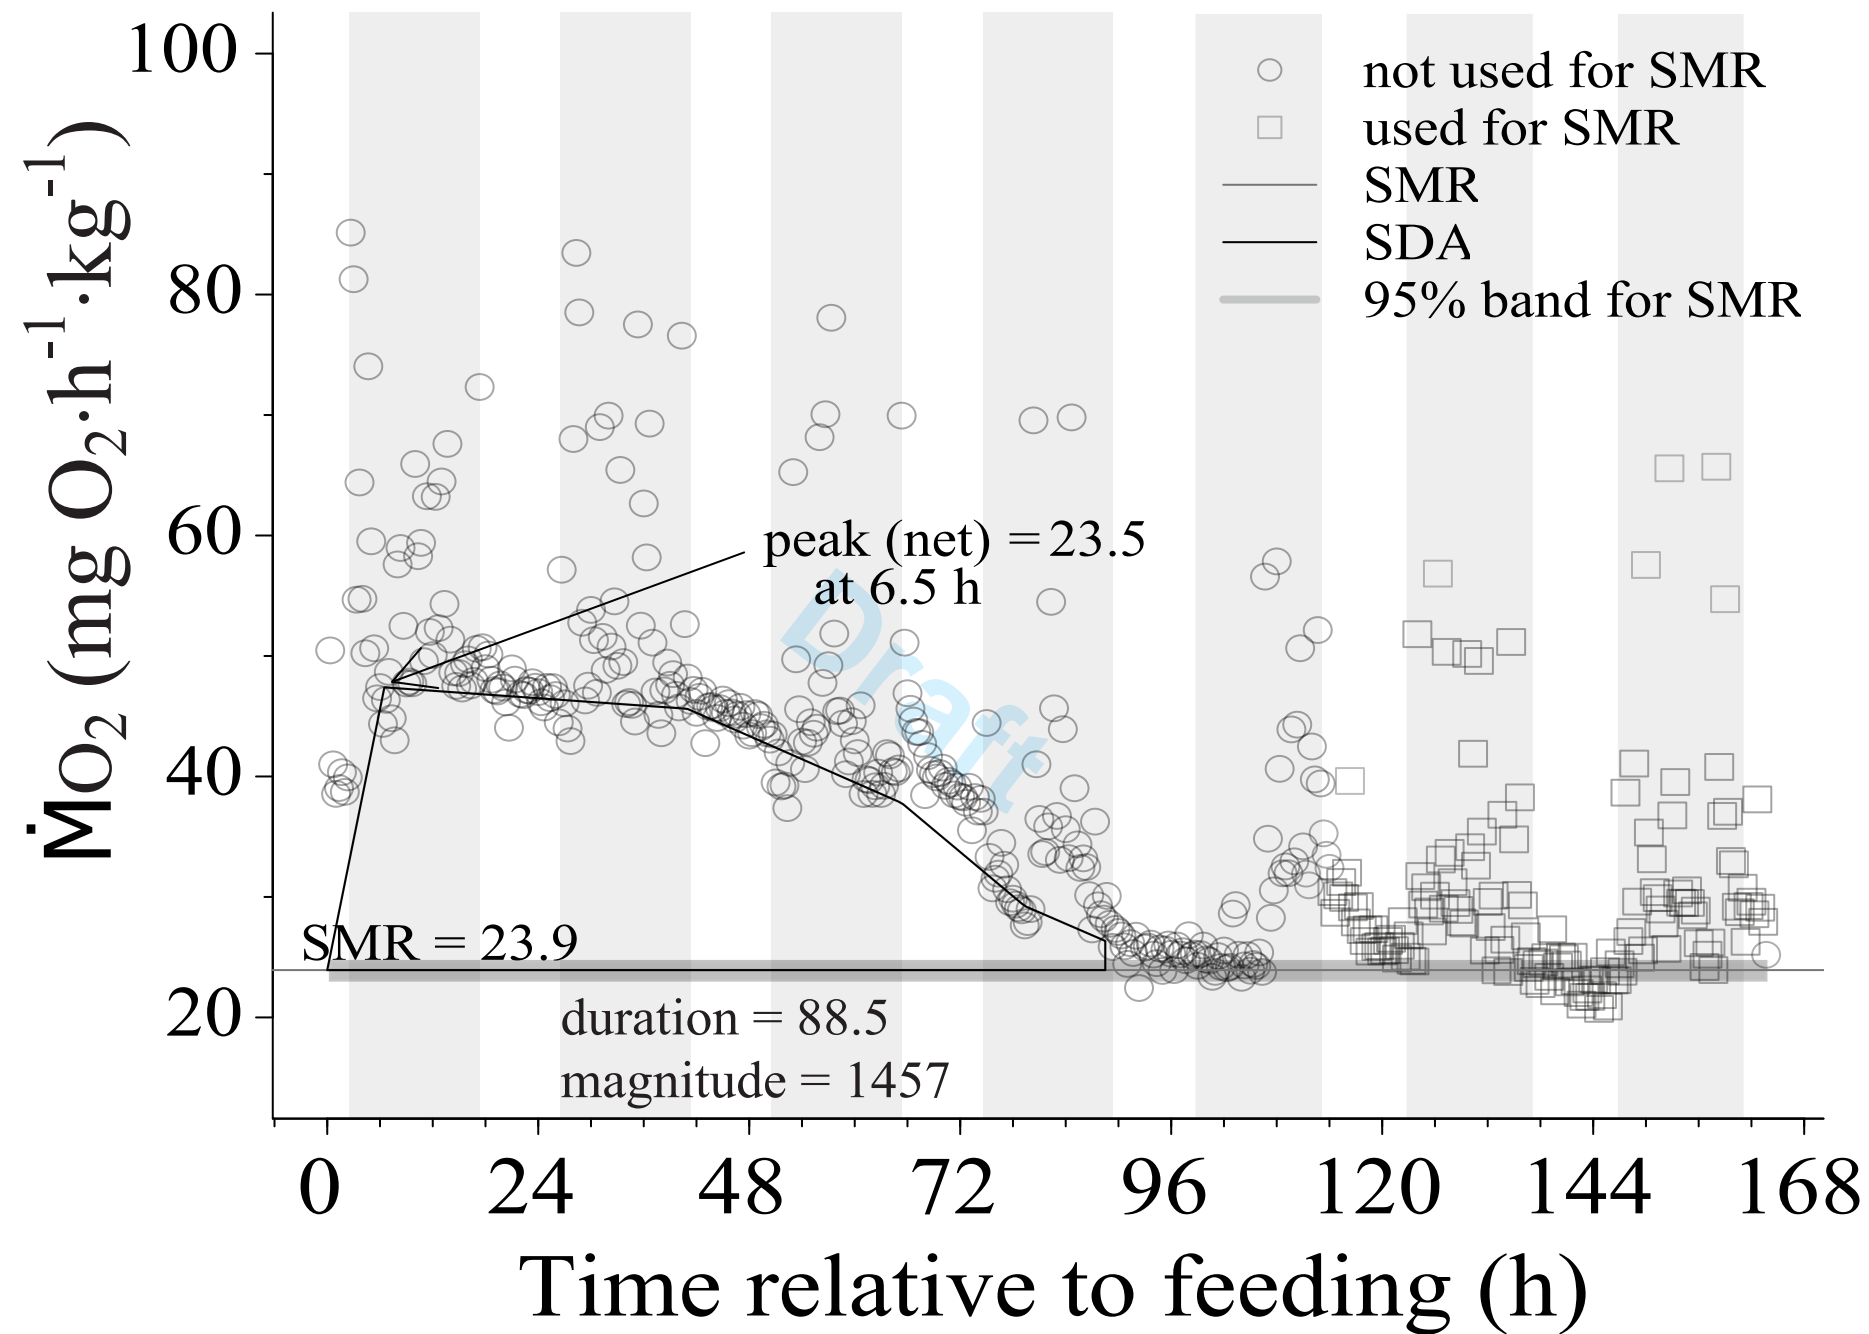 100
80
60
40
20
ṀO₂ (mg O₂·h⁻¹·kg⁻¹)
not used for SMR
used for SMR
SMR
SDA
95% band for SMR
peak (net) = 23.5
at 6.5 h
Draft
SMR = 23.9
duration = 88.5
magnitude = 1457
0 24 48 72 96 120 144 168
Time relative to feeding (h)